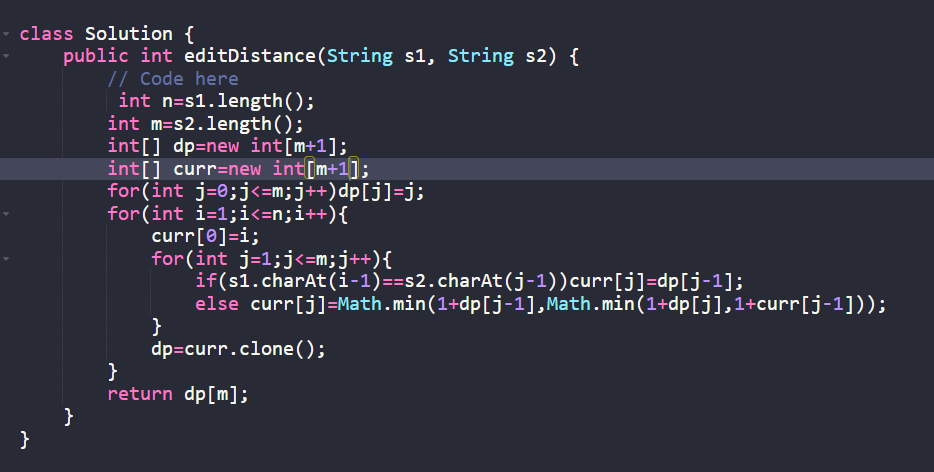 class Solution {
    public int editDistance(String s1, String s2) {
        // Code here
         int n=s1.length();
        int m=s2.length();
        int[] dp=new int[m+1];
        int[] curr=new int[m+1];
        for(int j=0;j<=m;j++)dp[j]=j;
        for(int i=1;i<=n;i++){
            curr[0]=i;
            for(int j=1;j<=m;j++){
                if(s1.charAt(i-1)==s2.charAt(j-1))curr[j]=dp[j-1];
                else curr[j]=Math.min(1+dp[j-1],Math.min(1+dp[j],1+curr[j-1]));
            }
            dp=curr.clone();
        }
        return dp[m];
    }
}